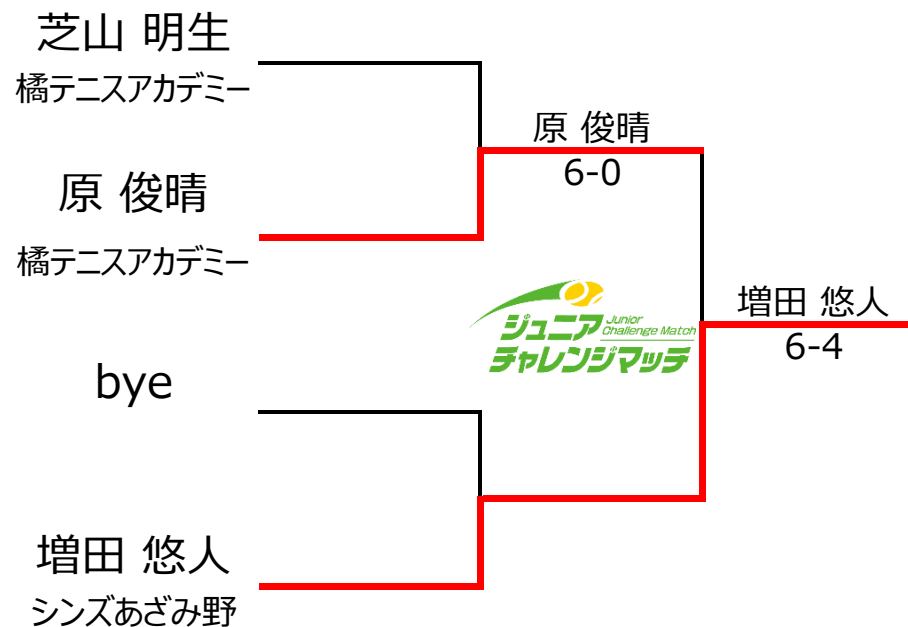 芝山 明生
橘テニスアカデミー
原 俊晴
6-0
原 俊晴
橘テニスアカデミー
ジュニア Junior Challenge Match
チャレンジマッチ
増田 悠人
6-4
bye
増田 悠人
シンズあざみ野